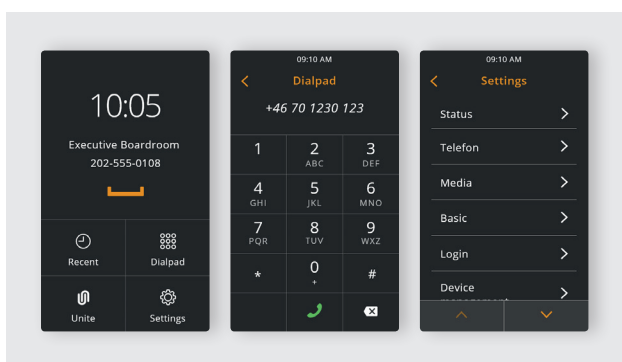 10:05
Executive Boardroom
202-555-0108
Recent
Dialpad
Unite
Settings
09:10 AM
Dialpad
+46 70 1230 123
1
2
3
ABC
DEF
4
5
6
GHI
JKL
MNO
7
8
9
PQR
TUV
WXZ
*
0
#
+
09:10 AM
Settings
Status
Telefon
Media
Basic
Login
Device
management